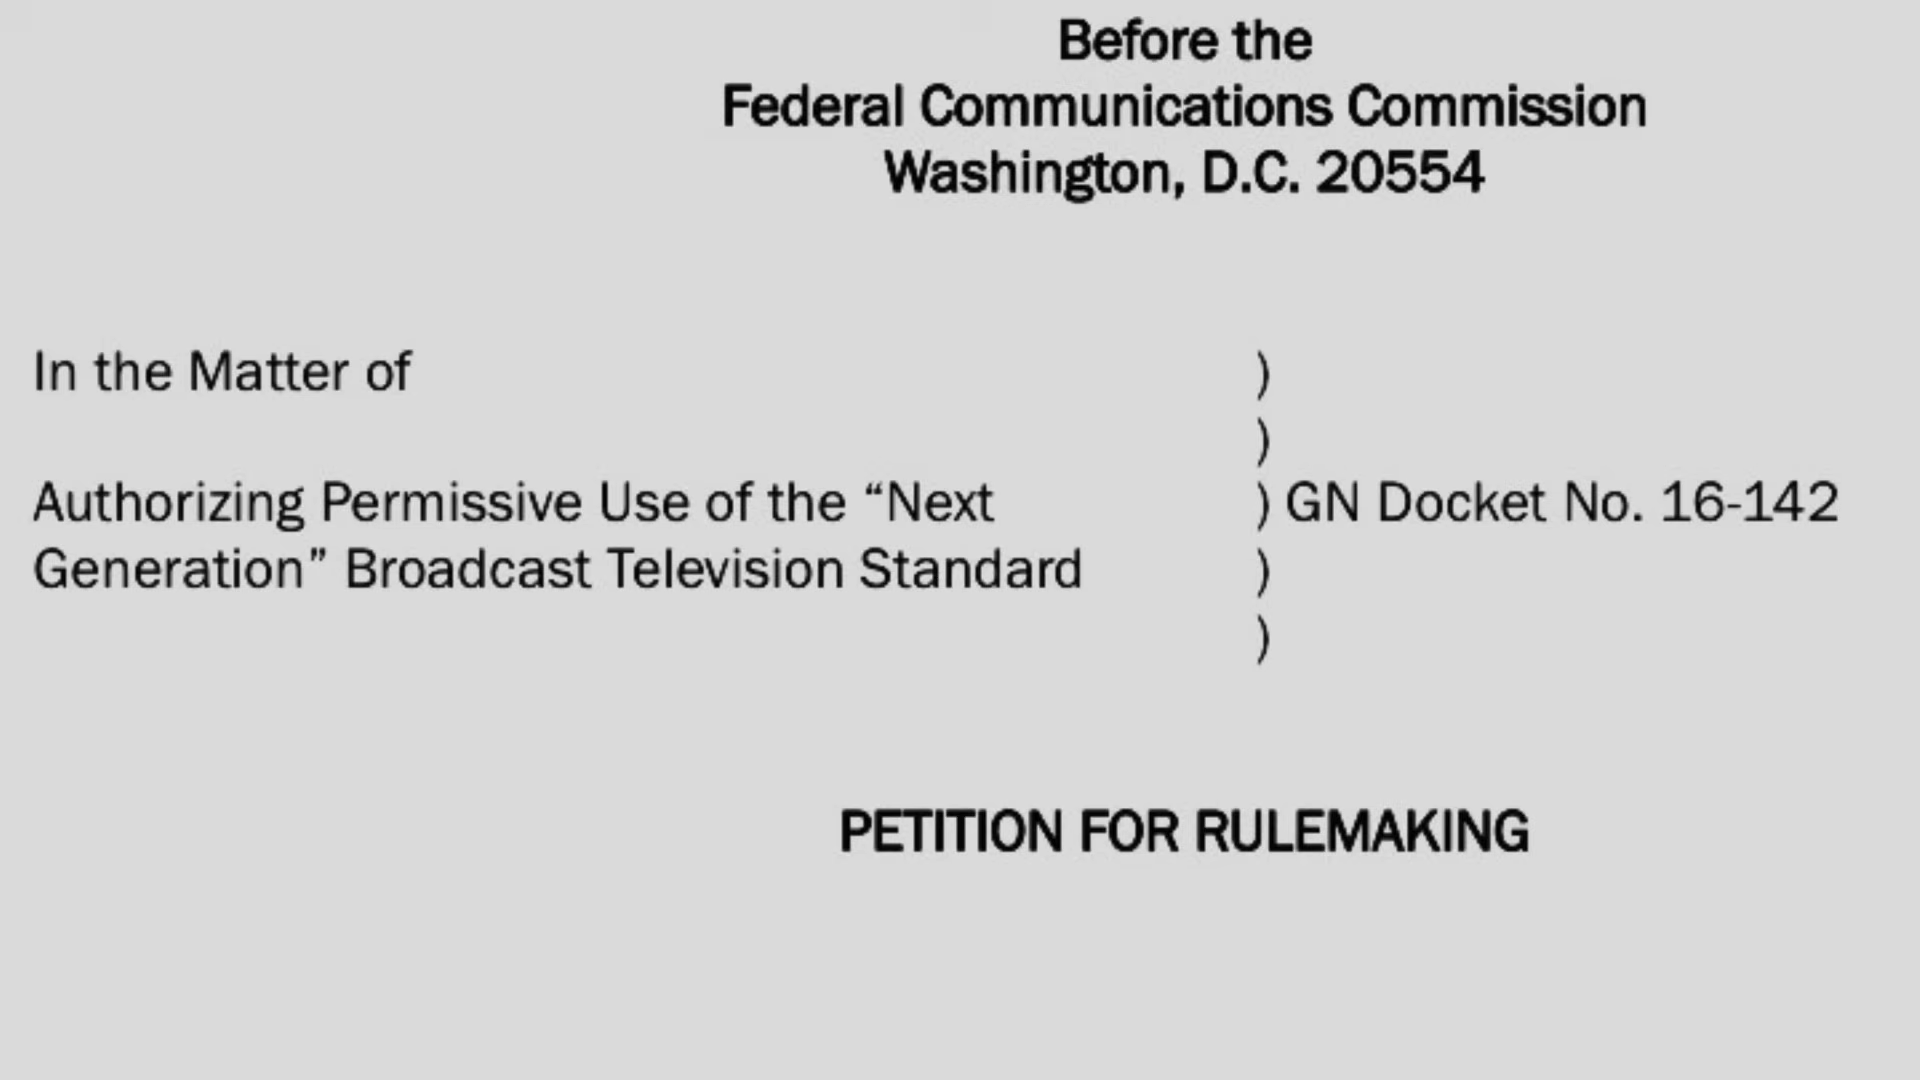 Before the
Federal Communications Commission
Washington, D.C. 20554
In the Matter of )
)
Authorizing Permissive Use of the “Next ) GN Docket No. 16-142
Generation” Broadcast Television Standard )
)
PETITION FOR RULEMAKING